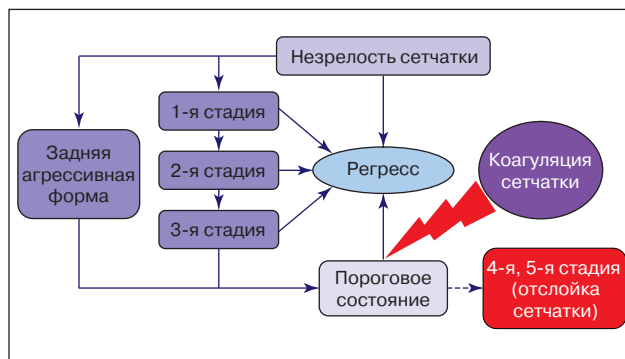 Незрелость сетчатки
1-я стадия
Задняя
агрессивная
форма
2-я стадия
3-я стадия
Регресс
Коагуляция
сетчатки
Пороговое
состояние
4-я, 5-я стадия
(отслойка
сетчатки)